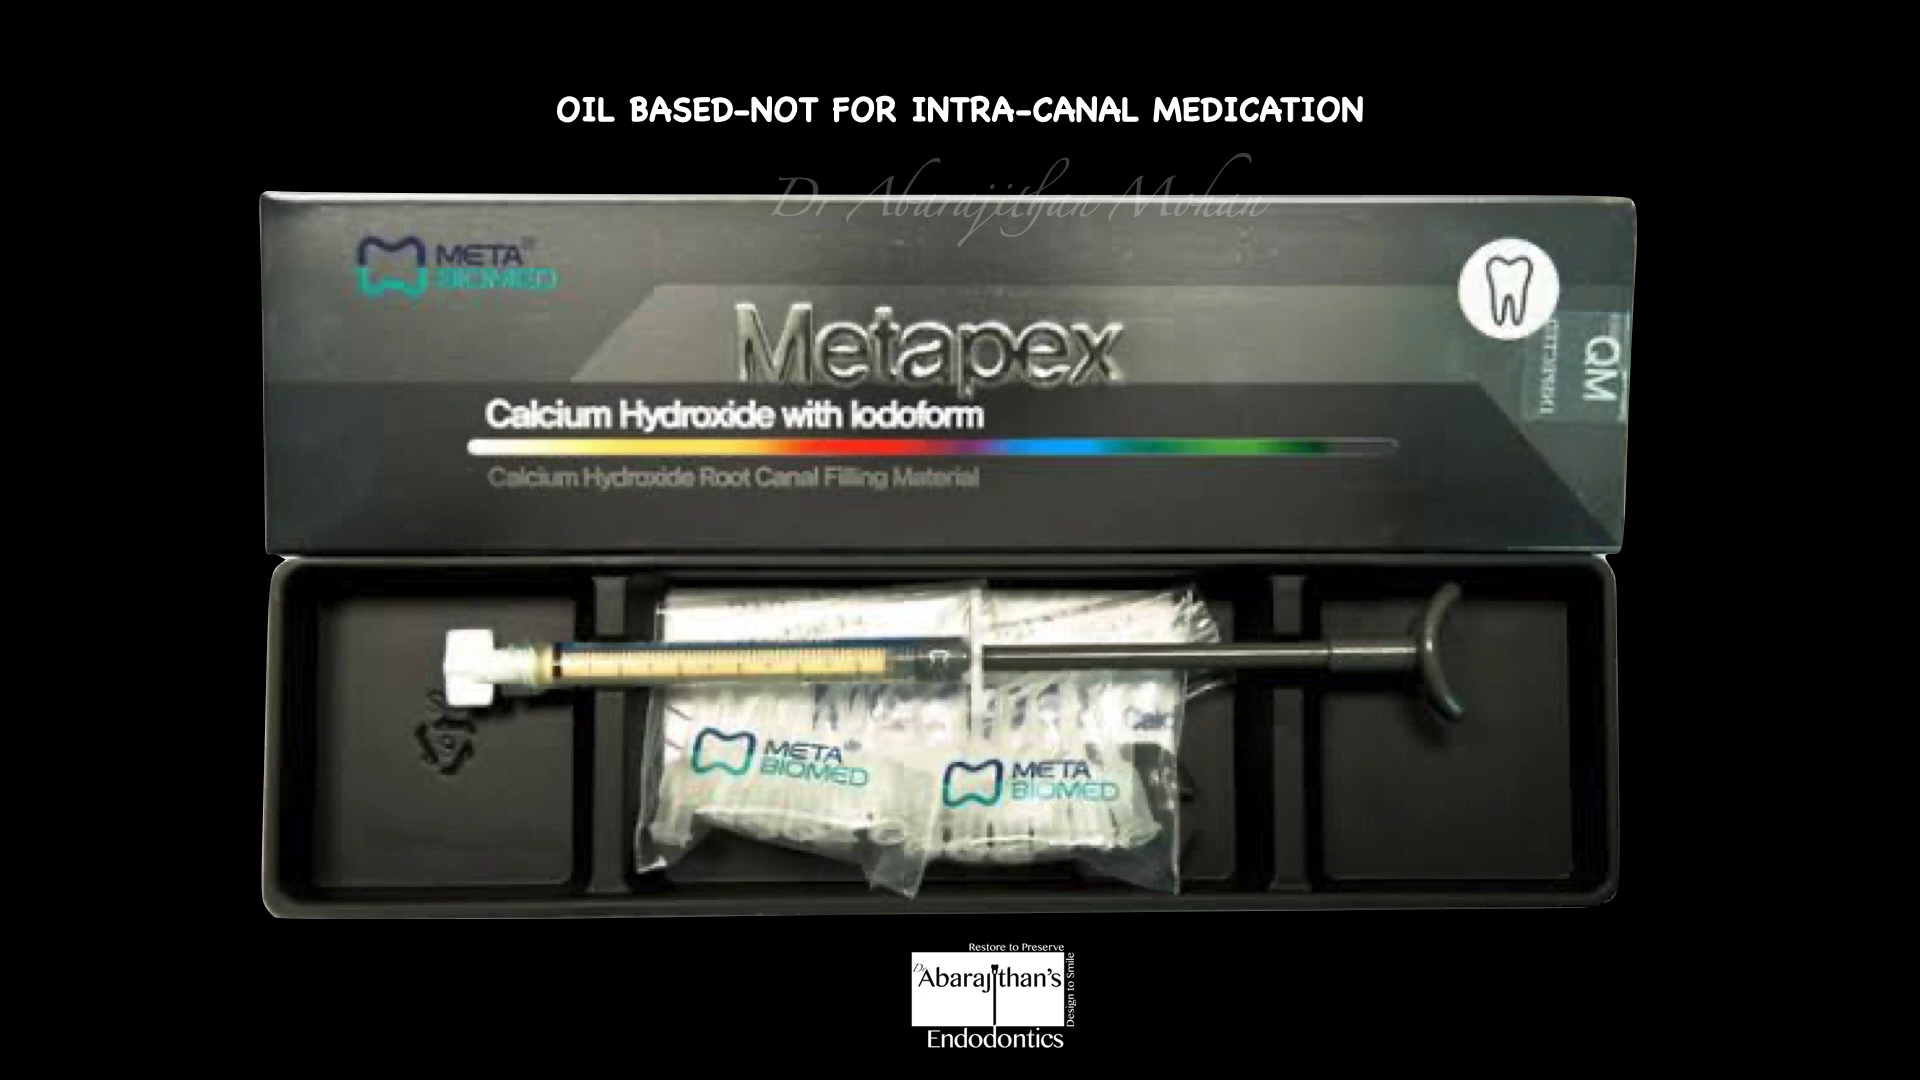 OIL BASED-NOT FOR INTRA-CANAL MEDICATION
Dr Abarajithan Mohan
META®
BIOMED
Metapex
QM
Calcium Hydroxide with Iodoform
Calcium Hydroxide Root Canal Filling Material
META®
BIOMED
META
BIOMED
Restore to Preserve
Dr
Abarajithan's
Design to Smile
Endodontics